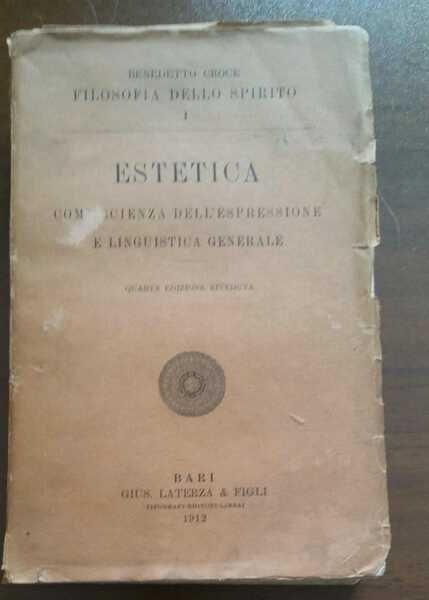 BENEDETTO CROCE
FILOSOFIA DELLO SPIRITO
I
ESTETICA
COME SCIENZA DELL'ESPRESSIONE
E LINGUISTICA GENERALE
QUARTA EDIZIONE RIVEDUTA
BARI
GIUS. LATERZA & FIGLI
TIPOGRAFI-EDITORI-LIBRAI
1912